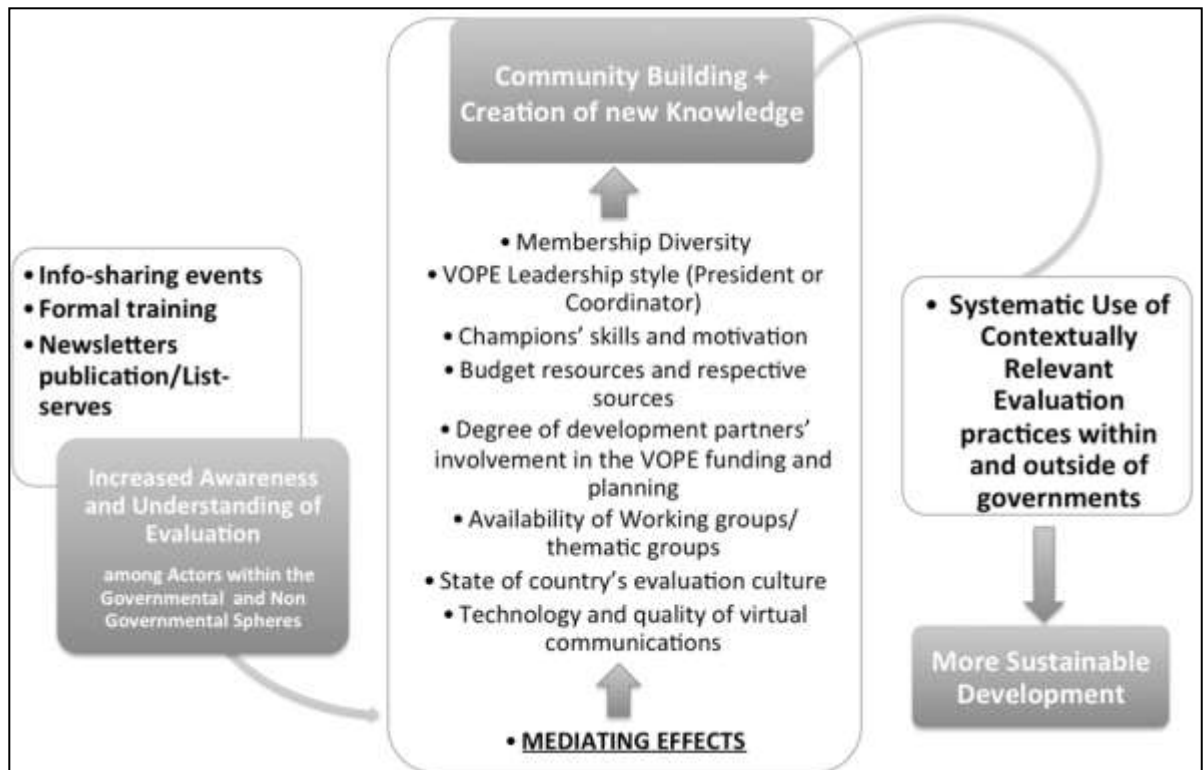 • Info-sharing events
• Formal training
• Newsletters
publication/List-
serves
Increased Awareness
and Understanding of
Evaluation
among Actors within the
Governmental and Non
Governmental Spheres
Community Building +
Creation of new Knowledge
• Membership Diversity
• VOPE Leadership style (President or
Coordinator)
• Champions' skills and motivation
• Budget resources and respective
sources
• Degree of development partners'
involvement in the VOPE funding and
planning
• Availability of Working groups/
thematic groups
• State of country's evaluation culture
• Technology and quality of virtual
communications
• MEDIATING EFFECTS
• Systematic Use of
Contextually
Relevant
Evaluation
practices within
and outside of
governments
More Sustainable
Development